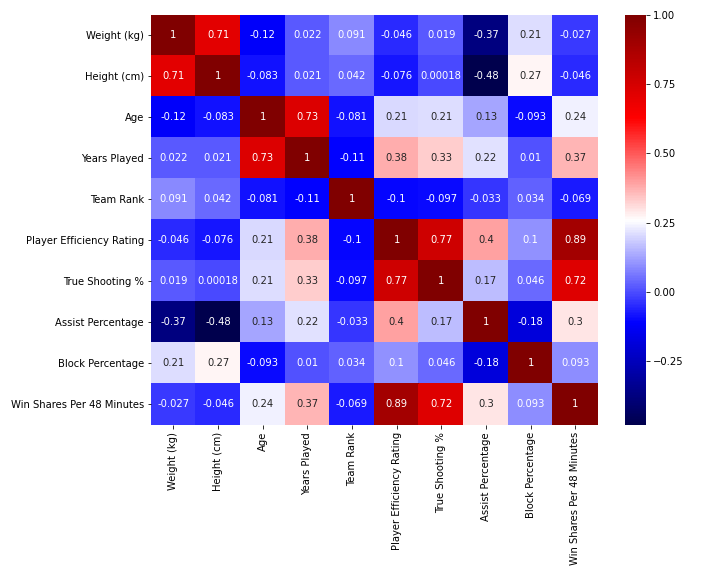 Weight (kg) 1 0.71 -0.12 0.022 0.091 -0.046 0.019 -0.37 0.21 -0.027
Height (cm) 0.71 1 -0.083 0.021 0.042 -0.076 0.00018 -0.48 0.27 -0.046
Age -0.12 -0.083 1 0.73 -0.081 0.21 0.21 0.13 -0.093 0.24
Years Played 0.022 0.021 0.73 1 -0.11 0.38 0.33 0.22 0.01 0.37
Team Rank 0.091 0.042 -0.081 -0.11 1 -0.1 -0.097 -0.033 0.034 -0.069
Player Efficiency Rating -0.046 -0.076 0.21 0.38 -0.1 1 0.77 0.4 0.1 0.89
True Shooting % 0.019 0.00018 0.21 0.33 -0.097 0.77 1 0.17 0.046 0.72
Assist Percentage -0.37 -0.48 0.13 0.22 -0.033 0.4 0.17 1 -0.18 0.3
Block Percentage 0.21 0.27 -0.093 0.01 0.034 0.1 0.046 -0.18 1 0.093
Win Shares Per 48 Minutes -0.027 -0.046 0.24 0.37 -0.069 0.89 0.72 0.3 0.093 1
Weight (kg)
Height (cm)
Age
Years Played
Team Rank
Player Efficiency Rating
True Shooting %
Assist Percentage
Block Percentage
Win Shares Per 48 Minutes
1.00
0.75
0.50
0.25
0.00
−0.25